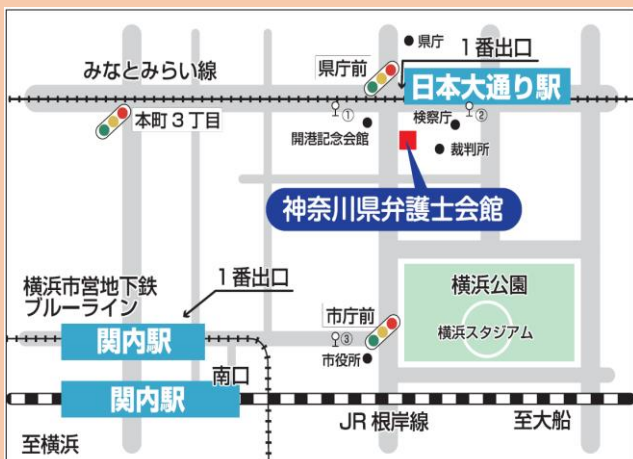 県庁
1番出口
みなとみらい線
県庁前
日本大通り駅
本町3丁目
①
開港記念会館
検察庁
②
裁判所
神奈川県弁護士会館
横浜市営地下鉄
ブルーライン
1番出口
市庁前
横浜公園
横浜スタジアム
関内駅
③
市役所
南口
関内駅
JR根岸線
至大船
至横浜